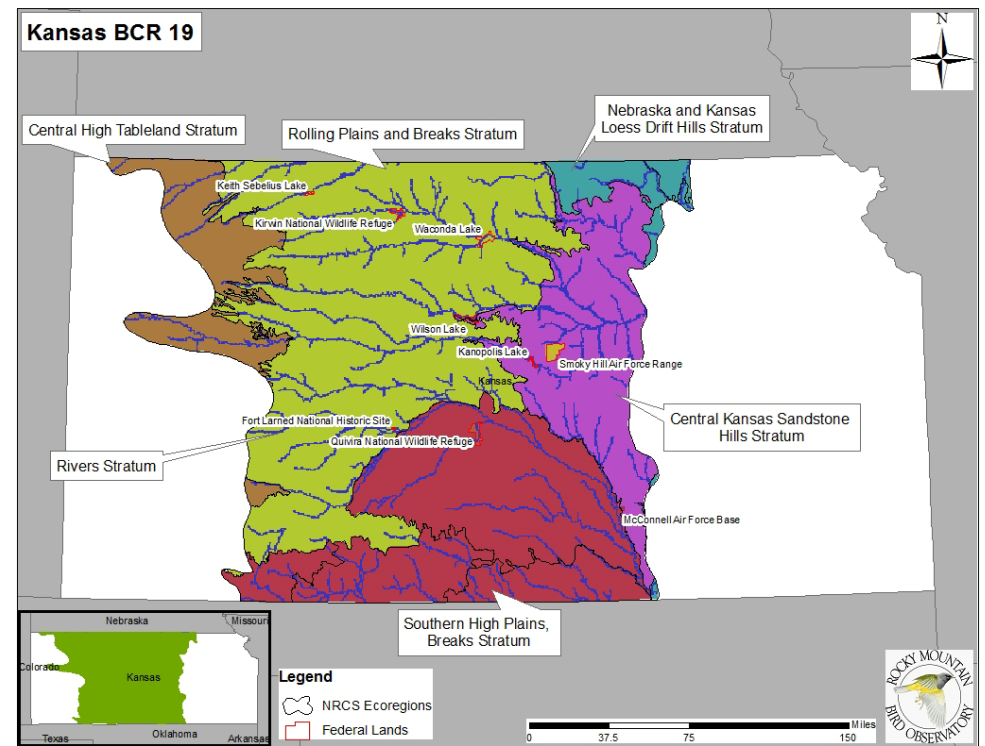 Kansas BCR 19
N
Nebraska and Kansas
Loess Drift Hills Stratum
Central High Tableland Stratum
Rolling Plains and Breaks Stratum
Keith Sebelius Lake
Kirwin National Wildlife Refuge
Waconda Lake
Wilson Lake
Kanopolis Lake
Smoky Hill Air Force Range
Kansas
Fort Larned National Historic Site
Central Kansas Sandstone
Hills Stratum
Quivira National Wildlife Refuge
Rivers Stratum
McConnell Air Force Base
Southern High Plains,
Breaks Stratum
Nebraska
Missouri
Colorado
Kansas
Oklahoma
Texas
Arkansas
Legend
NRCS Ecoregions
Federal Lands
Miles
0 37.5 75 150
ROCKY MOUNTAIN
BIRD OBSERVATORY